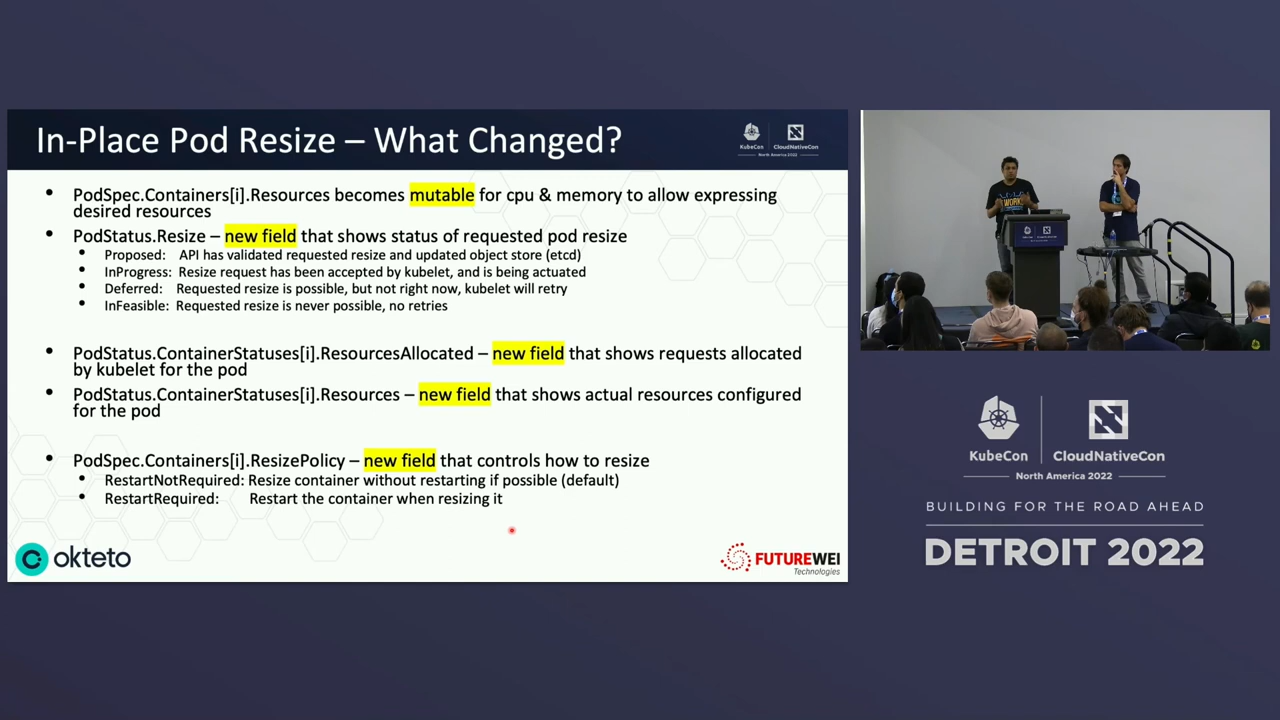 In-Place Pod Resize – What Changed?
KubeCon
CloudNativeCon
North America 2022
• PodSpec.Containers[i].Resources becomes mutable for cpu & memory to allow expressing
desired resources
• PodStatus.Resize – new field that shows status of requested pod resize
• Proposed: API has validated requested resize and updated object store (etcd)
• InProgress: Resize request has been accepted by kubelet, and is being actuated
• Deferred: Requested resize is possible, but not right now, kubelet will retry
• InFeasible: Requested resize is never possible, no retries
• PodStatus.ContainerStatuses[i].ResourcesAllocated – new field that shows requests allocated
by kubelet for the pod
• PodStatus.ContainerStatuses[i].Resources – new field that shows actual resources configured
for the pod
• PodSpec.Containers[i].ResizePolicy – new field that controls how to resize
• RestartNotRequired: Resize container without restarting if possible (default)
• RestartRequired: Restart the container when resizing it
okteto
FUTUREWEI
Technologies
KubeCon
CloudNativeCon
North America 2022
BUILDING FOR THE ROAD AHEAD
DETROIT 2022